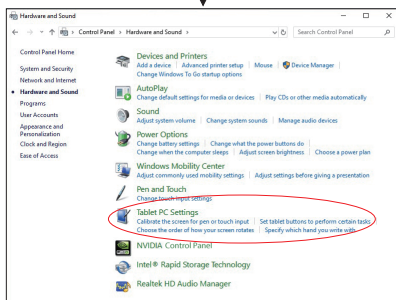 Hardware and Sound
Control Panel > Hardware and Sound >
Search Control Panel
Control Panel Home
System and Security
Network and Internet
Hardware and Sound
Programs
User Accounts
Appearance and
Personalization
Clock and Region
Ease of Access
Devices and Printers
Add a device | Advanced printer setup | Mouse | Device Manager |
Change Windows To Go startup options
AutoPlay
Change default settings for media or devices | Play CDs or other media automatically
Sound
Adjust system volume | Change system sounds | Manage audio devices
Power Options
Change battery settings | Change what the power buttons do |
Change when the computer sleeps | Adjust screen brightness | Choose a power plan
Windows Mobility Center
Adjust commonly used mobility settings | Adjust settings before giving a presentation
Pen and Touch
Change touch input settings
Tablet PC Settings
Calibrate the screen for pen or touch input | Set tablet buttons to perform certain tasks
Choose the order of how your screen rotates | Specify which hand you write with
NVIDIA Control Panel
Intel® Rapid Storage Technology
Realtek HD Audio Manager